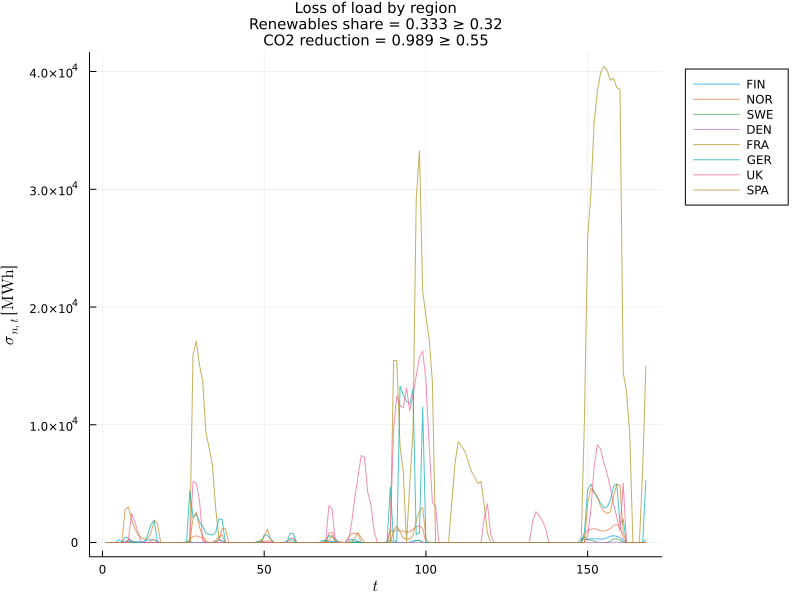 Loss of load by region
Renewables share = 0.333 ≥ 0.32
CO2 reduction = 0.989 ≥ 0.55
σₙ,ₜ [MWh]
4.0×10⁴
3.0×10⁴
2.0×10⁴
1.0×10⁴
0
0
50
100
150
t
FIN
NOR
SWE
DEN
FRA
GER
UK
SPA